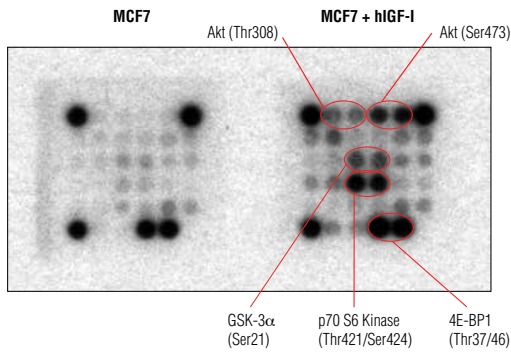 MCF7
MCF7 + hIGF-I
Akt (Thr308)
Akt (Ser473)
GSK-3α
(Ser21)
p70 S6 Kinase
(Thr421/Ser424)
4E-BP1
(Thr37/46)